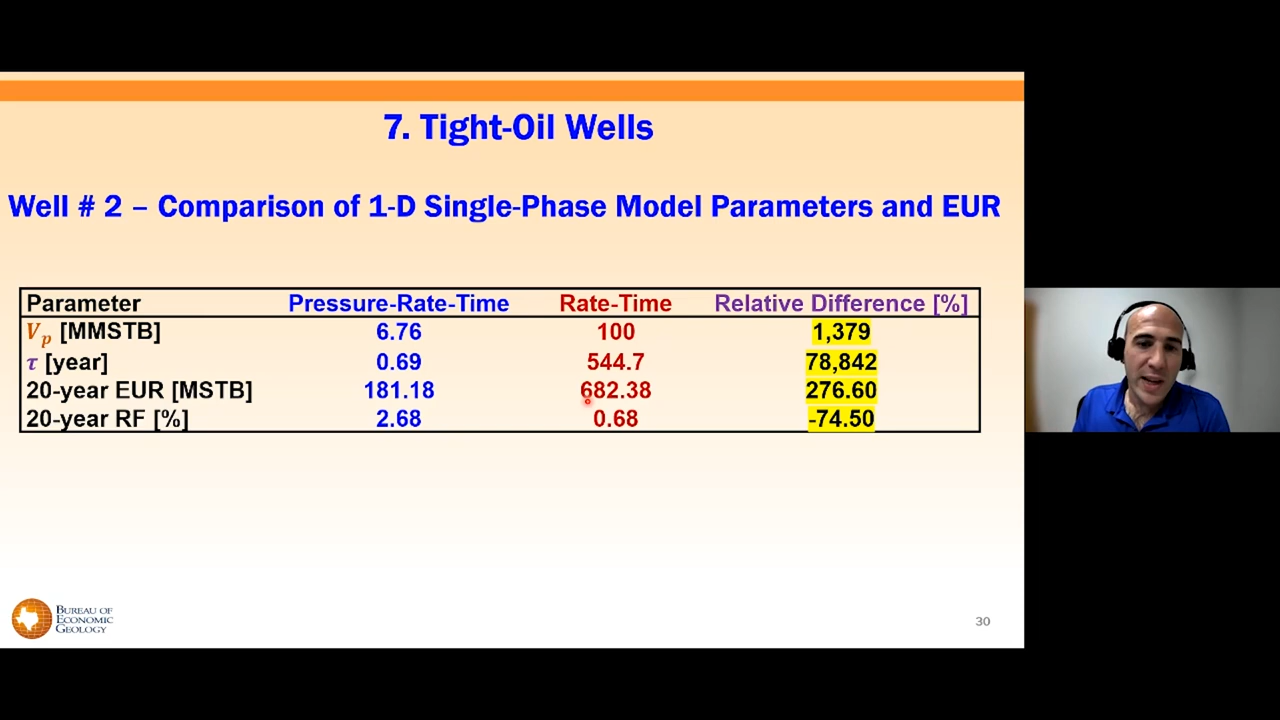 7. Tight-Oil Wells
Well # 2 – Comparison of 1-D Single-Phase Model Parameters and EUR
Parameter Pressure-Rate-Time Rate-Time Relative Difference [%]
Vp [MMSTB] 6.76 100 1,379
τ [year] 0.69 544.7 78,842
20-year EUR [MSTB] 181.18 682.38 276.60
20-year RF [%] 2.68 0.68 -74.50
BUREAU OF
ECONOMIC
GEOLOGY
30